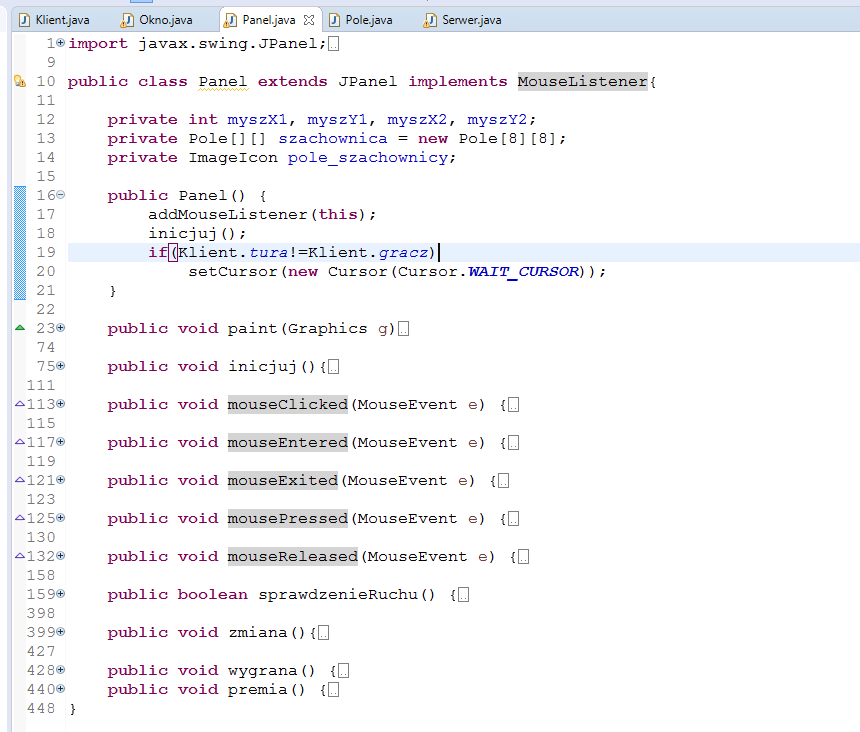 Klient.java Okno.java Panel.java Pole.java Serwer.java
1 import javax.swing.JPanel;
9
10 public class Panel extends JPanel implements MouseListener{
11
12 private int myszX1, myszY1, myszX2, myszY2;
13 private Pole[][] szachownica = new Pole[8][8];
14 private ImageIcon pole_szachownicy;
15
16 public Panel() {
17 addMouseListener(this);
18 inicjuj();
19 if(Klient.tura!=Klient.gracz)
20 setCursor(new Cursor(Cursor.WAIT_CURSOR));
21 }
22
23 public void paint(Graphics g)
74
75 public void inicjuj(){
111
113 public void mouseClicked(MouseEvent e) {
115
117 public void mouseEntered(MouseEvent e) {
119
121 public void mouseExited(MouseEvent e) {
123
125 public void mousePressed(MouseEvent e) {
130
132 public void mouseReleased(MouseEvent e) {
158
159 public boolean sprawdzenieRuchu() {
398
399 public void zmiana(){
427
428 public void wygrana() {
440 public void premia() {
448 }